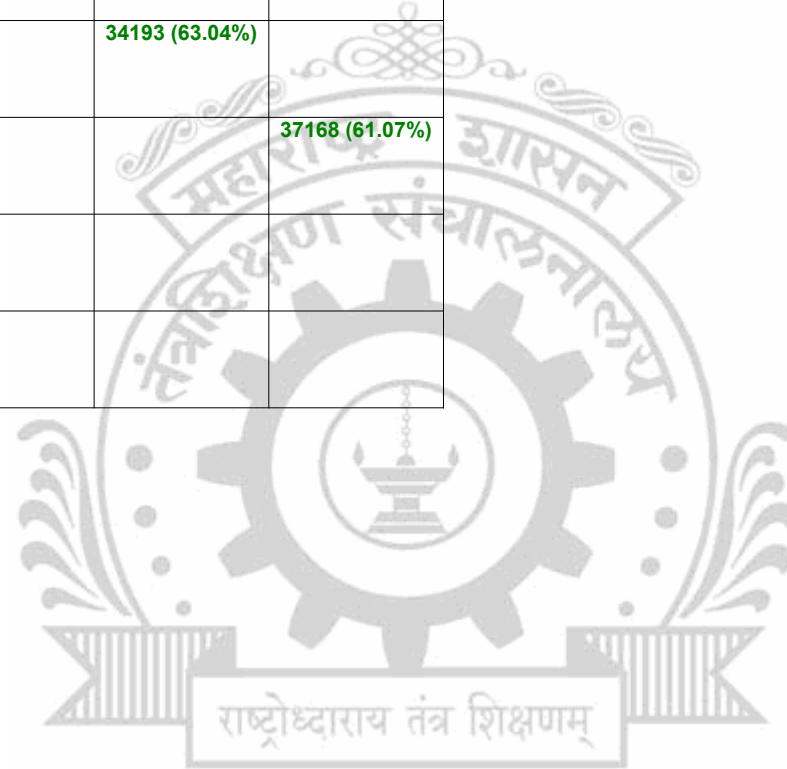 34193 (63.04%)
37168 (61.07%)
महाराष्ट्र शासन
तंत्रशिक्षण संचालनालय
राष्ट्रोध्दाराय तंत्र शिक्षणम्